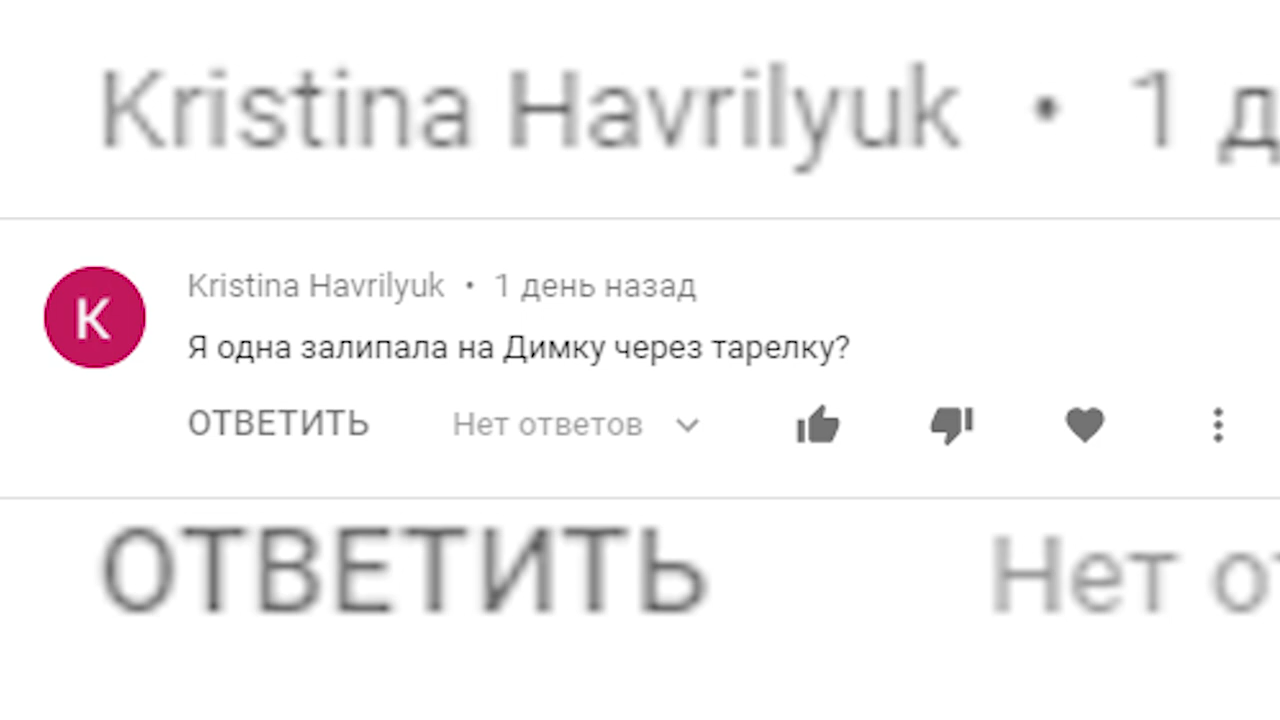 Kristina Havrilyuk • 1 д
Kristina Havrilyuk • 1 день назад
K
Я одна залипала на Димку через тарелку?
ОТВЕТИТЬ Нет ответов
ОТВЕТИТЬ Нет от